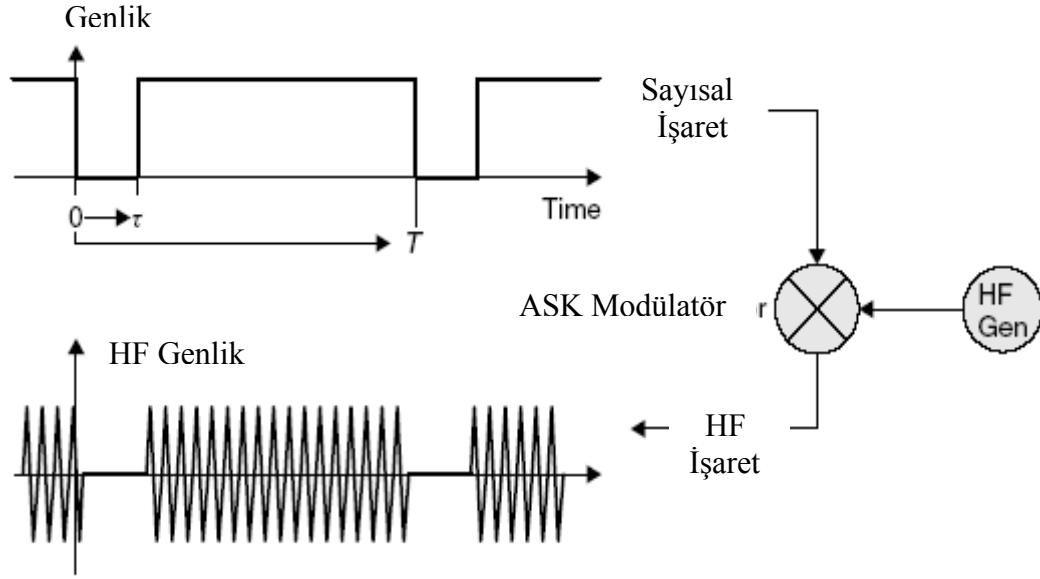 Genlik
Sayısal
İşaret
0
τ
T
Time
ASK Modülatör
r
HF
Gen
HF Genlik
HF
İşaret